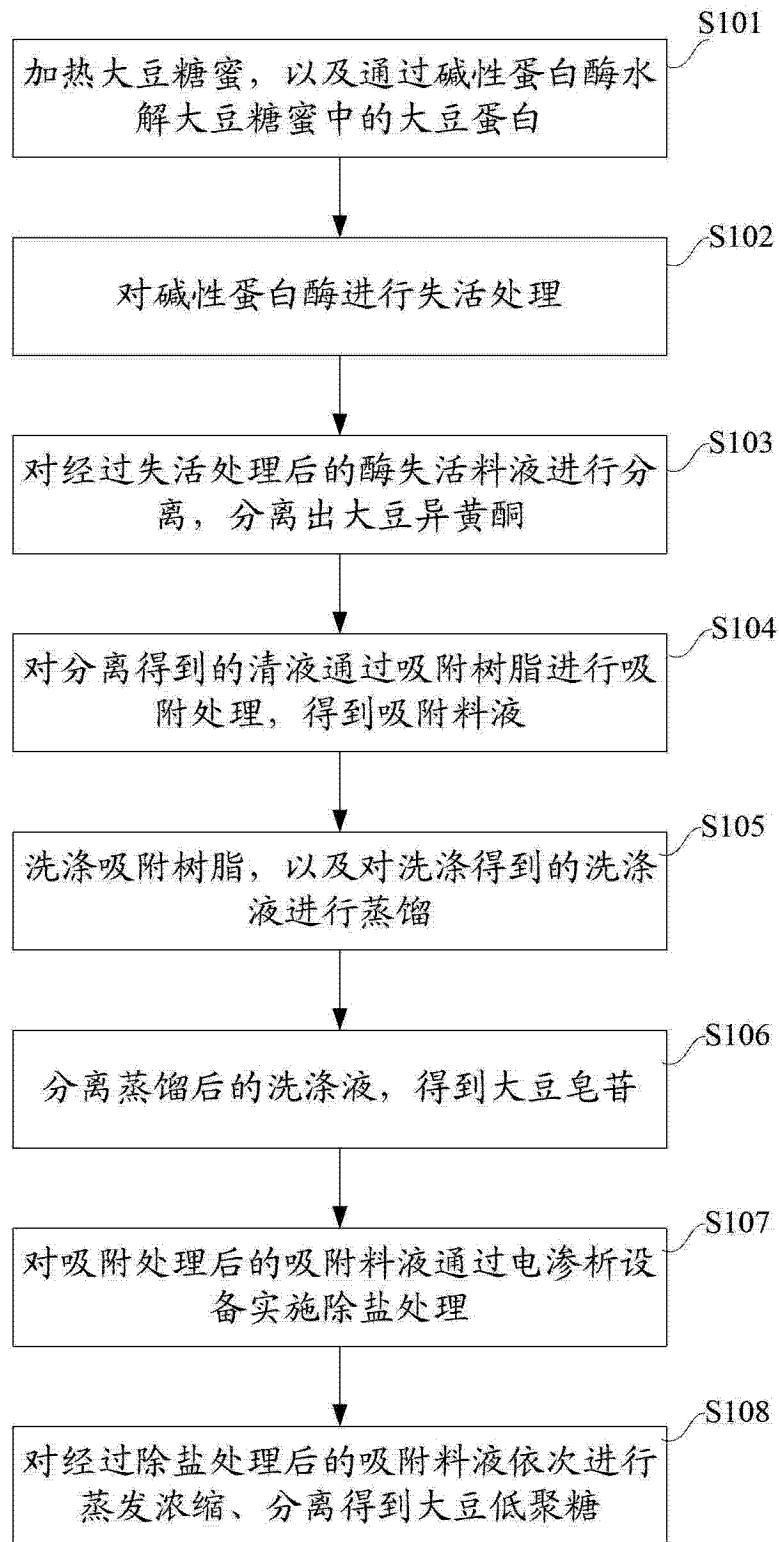 S101
加热大豆糖蜜，以及通过碱性蛋白酶水
解大豆糖蜜中的大豆蛋白
S102
对碱性蛋白酶进行失活处理
S103
对经过失活处理后的酶失活料液进行分
离，分离出大豆异黄酮
S104
对分离得到的清液通过吸附树脂进行吸
附处理，得到吸附料液
S105
洗涤吸附树脂，以及对洗涤得到的洗涤
液进行蒸馏
S106
分离蒸馏后的洗涤液，得到大豆皂苷
S107
对吸附处理后的吸附料液通过电渗析设
备实施除盐处理
S108
对经过除盐处理后的吸附料液依次进行
蒸发浓缩、分离得到大豆低聚糖